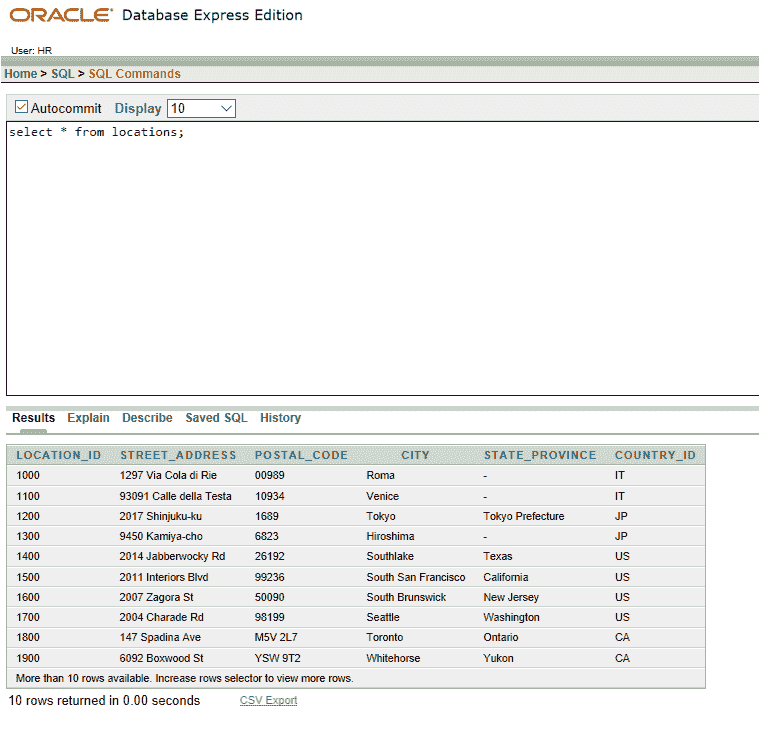 ORACLE Database Express Edition
User: HR
Home > SQL > SQL Commands
Autocommit Display 10
select * from locations;
Results Explain Describe Saved SQL History
LOCATION_ID STREET_ADDRESS POSTAL_CODE CITY STATE_PROVINCE COUNTRY_ID
1000 1297 Via Cola di Rie 00989 Roma - IT
1100 93091 Calle della Testa 10934 Venice - IT
1200 2017 Shinjuku-ku 1689 Tokyo Tokyo Prefecture JP
1300 9450 Kamiya-cho 6823 Hiroshima - JP
1400 2014 Jabberwocky Rd 26192 Southlake Texas US
1500 2011 Interiors Blvd 99236 South San Francisco California US
1600 2007 Zagora St 50090 South Brunswick New Jersey US
1700 2004 Charade Rd 98199 Seattle Washington US
1800 147 Spadina Ave M5V 2L7 Toronto Ontario CA
1900 6092 Boxwood St YSW 9T2 Whitehorse Yukon CA
More than 10 rows available. Increase rows selector to view more rows.
10 rows returned in 0.00 seconds CSV Export